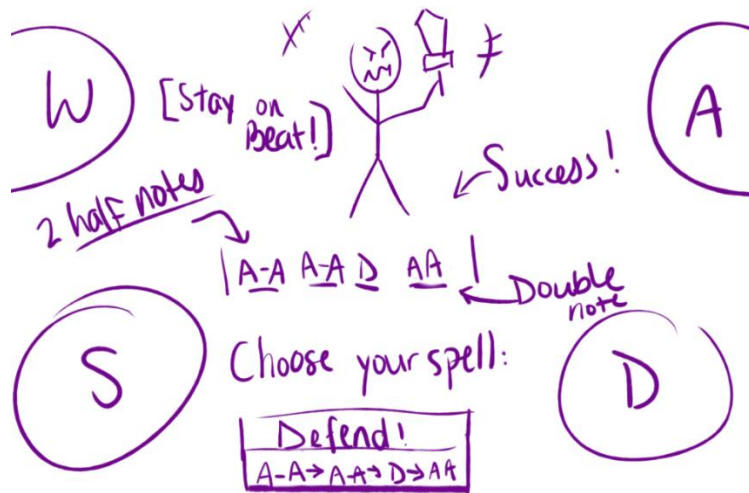 W
[Stay on
Beat!]
A
Success!
2 half notes
| A-A A-A D AA |
Double
note
S
Choose your spell:
D
Defend!
A-A→A-A→D→AA